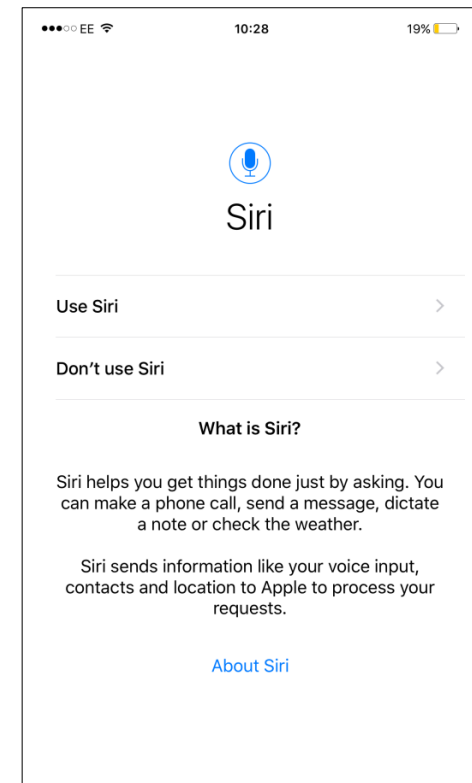 ●●●○○ EE 10:28 19%
Siri
Use Siri
Don’t use Siri
What is Siri?
Siri helps you get things done just by asking. You
can make a phone call, send a message, dictate
a note or check the weather.
Siri sends information like your voice input,
contacts and location to Apple to process your
requests.
About Siri